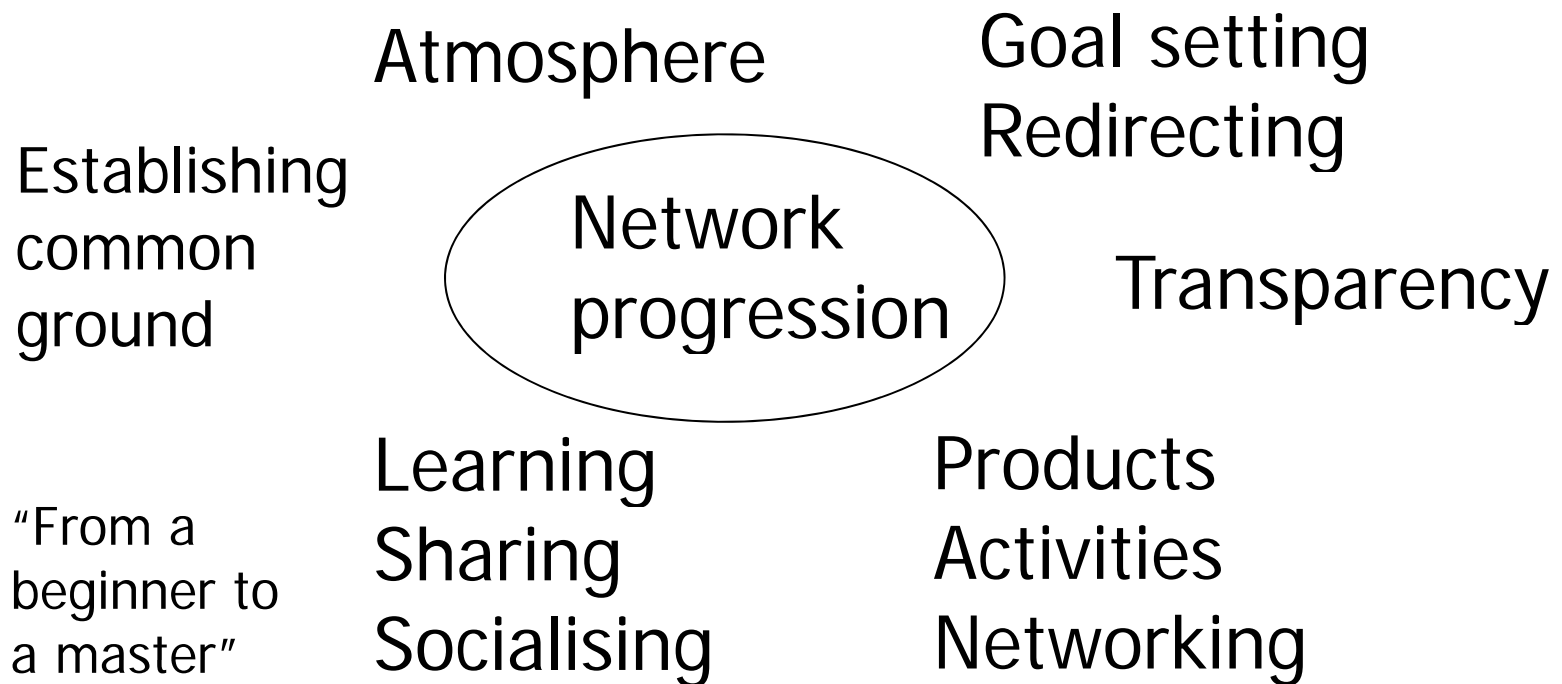 Atmosphere
Goal setting
Redirecting
Establishing
common
ground
Network
progression
Transparency
Learning
Sharing
Socialising
Products
Activities
Networking
“From a
beginner to
a master”